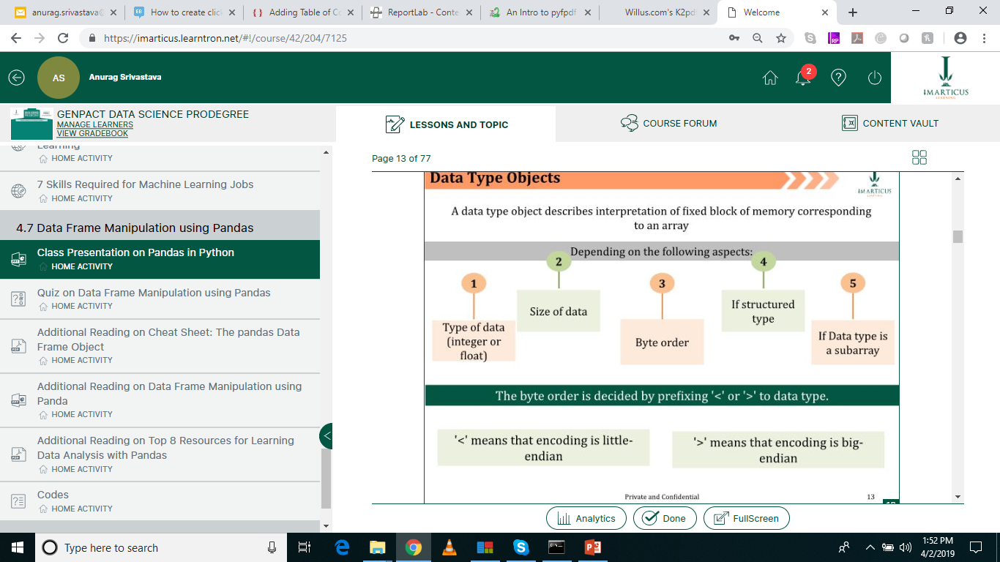 anurag.srivastava@
How to create clic
Adding Table of Co
ReportLab - Conte
An Intro to pyfpdf
Willus.com's K2pd
Welcome
https://imarticus.learntron.net/#!/course/42/204/7125
AS
Anurag Srivastava
2
IMARTICUS
LEARNING
GENPACT DATA SCIENCE PRODEGREE
MANAGE LEARNERS
VIEW GRADEBOOK
LESSONS AND TOPIC
COURSE FORUM
CONTENT VAULT
Learning
HOME ACTIVITY
7 Skills Required for Machine Learning Jobs
HOME ACTIVITY
4.7 Data Frame Manipulation using Pandas
Class Presentation on Pandas in Python
HOME ACTIVITY
Quiz on Data Frame Manipulation using Pandas
HOME ACTIVITY
Additional Reading on Cheat Sheet: The pandas Data
Frame Object
HOME ACTIVITY
Additional Reading on Data Frame Manipulation using
Panda
HOME ACTIVITY
Additional Reading on Top 8 Resources for Learning
Data Analysis with Pandas
HOME ACTIVITY
Codes
HOME ACTIVITY
Page 13 of 77
Data Type Objects
IMARTICUS
A data type object describes interpretation of fixed block of memory corresponding
to an array
Depending on the following aspects:
1
Type of data
(integer or
float)
2
Size of data
3
Byte order
4
If structured
type
5
If Data type is
a subarray
The byte order is decided by prefixing '<' or '>' to data type.
'<' means that encoding is little-
endian
'>' means that encoding is big-
endian
Private and Confidential
13
Analytics
Done
FullScreen
Type here to search
1:52 PM
4/2/2019